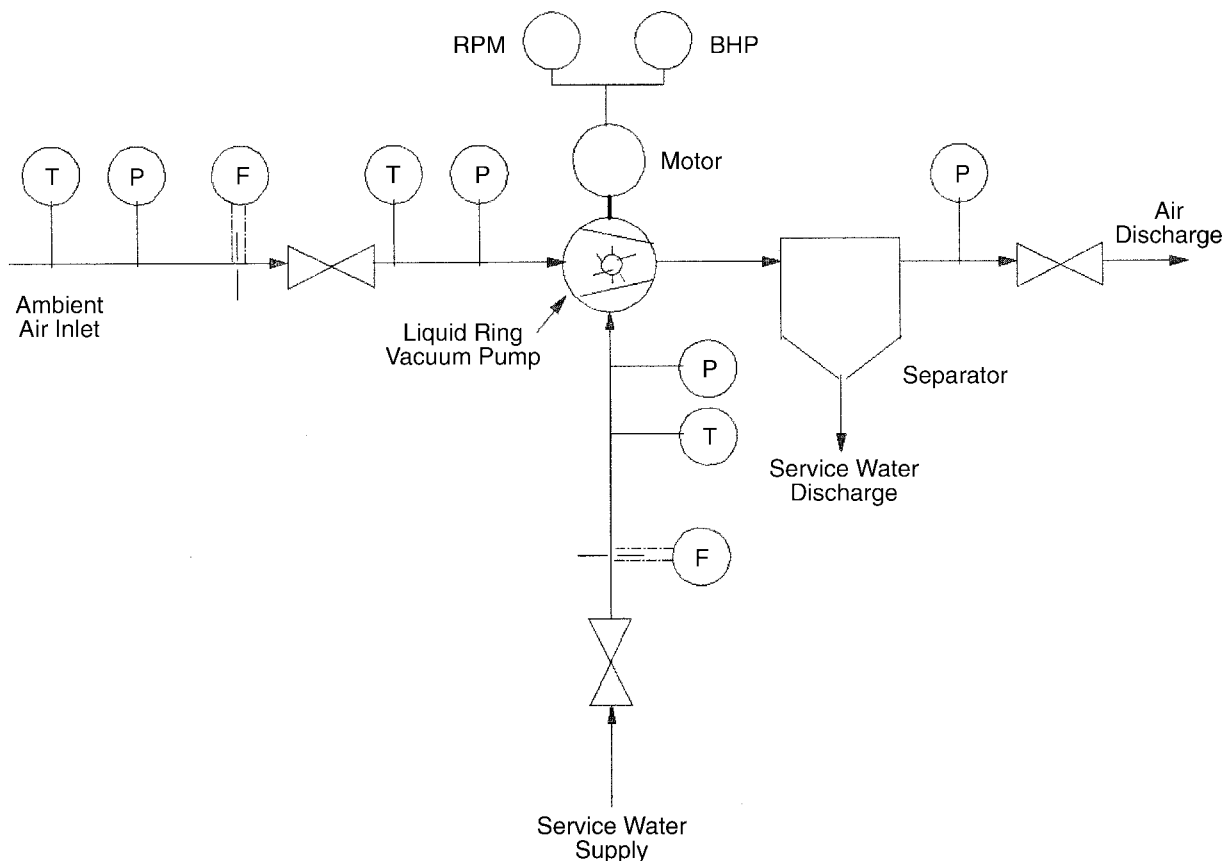 RPM
BHP
Motor
T
P
F
T
P
P
Air
Discharge
Ambient
Air Inlet
Liquid Ring
Vacuum Pump
P
T
Separator
Service Water
Discharge
F
Service Water
Supply